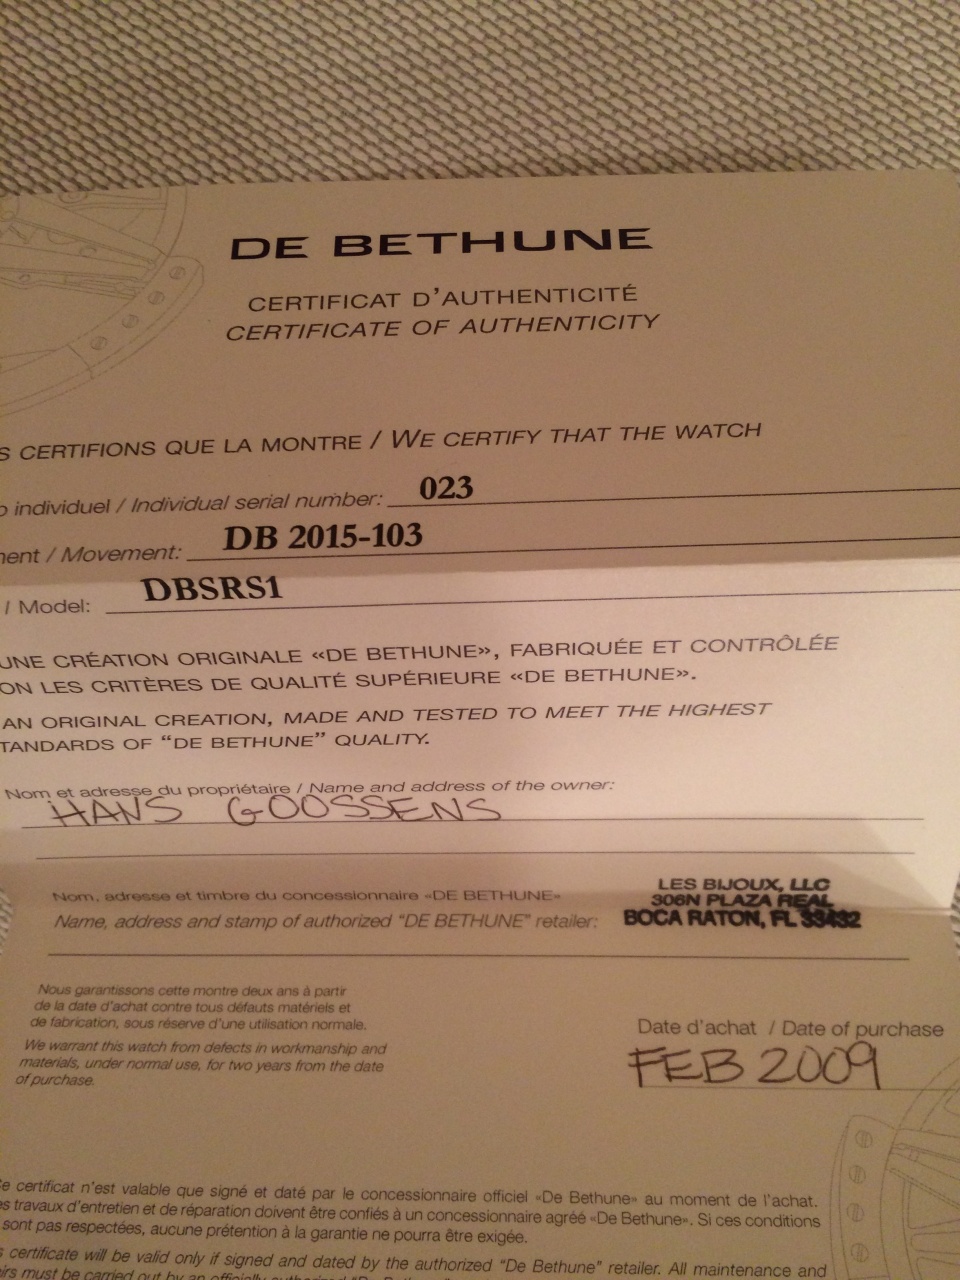 DE BETHUNE
CERTIFICAT D'AUTHENTICITÉ
CERTIFICATE OF AUTHENTICITY
S CERTIFIONS QUE LA MONTRE / WE CERTIFY THAT THE WATCH
o individuel / Individual serial number: 023
ment / Movement: DB 2015-103
/ Model: DBSRS1
UNE CRÉATION ORIGINALE «DE BETHUNE», FABRIQUÉE ET CONTRÔLÉE
ON LES CRITÈRES DE QUALITÉ SUPÉRIEURE «DE BETHUNE».
AN ORIGINAL CREATION, MADE AND TESTED TO MEET THE HIGHEST
TANDARDS OF "DE BETHUNE" QUALITY.
Nom et adresse du propriétaire / Name and address of the owner:
HANS GOOSSENS
Nom, adresse et timbre du concessionnaire «DE BETHUNE»
Name, address and stamp of authorized "DE BETHUNE" retailer:
LES BIJOUX, LLC
306N PLAZA REAL
BOCA RATON, FL 33432
Nous garantissons cette montre deux ans à partir
de la date d'achat contre tous défauts matériels et
de fabrication, sous réserve d'une utilisation normale.
We warrant this watch from defects in workmanship and
materials, under normal use, for two years from the date
of purchase.
Date d'achat / Date of purchase
FEB 2009
e certificat n'est valable que signé et daté par le concessionnaire officiel «De Bethune» au moment de l'achat.
es travaux d'entretien et de réparation doivent être confiés à un concessionnaire agréé «De Bethune». Si ces conditions
sont pas respectées, aucune prétention à la garantie ne pourra être exigée.
s certificate will be valid only if signed and dated by the authorized "De Bethune" retailer. All maintenance and
irs must be carried out by an officially authorized "De Bethune"